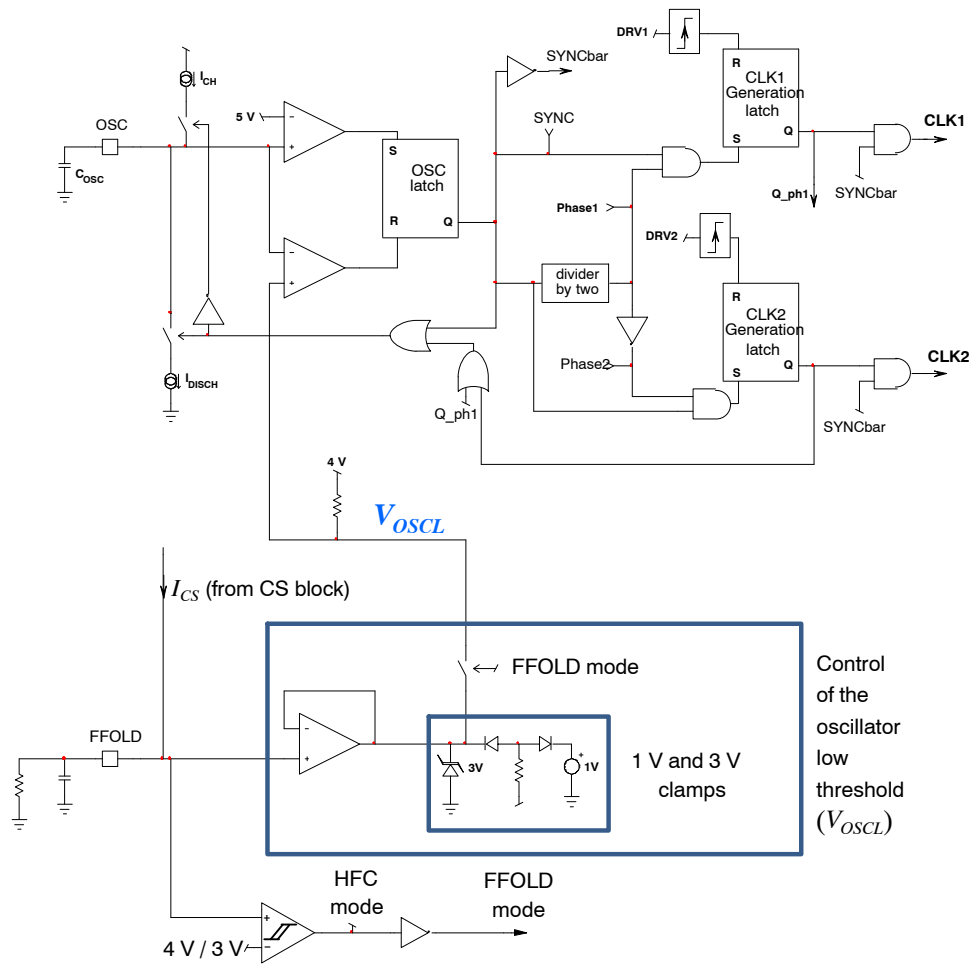 DRV1
R
CLK1
Generation
latch
S
Q
CLK1
SYNCbar
Q_ph1
SYNCbar
SYNC
I_CH
OSC
C_OSC
5 V
−
+
S
OSC
latch
R
Q
−
+
Phase1
DRV2
divider
by two
R
CLK2
Generation
latch
S
Q
CLK2
SYNCbar
Phase2
I_DISCH
Q_ph1
4 V
V_OSCL
I_CS (from CS block)
FFOLD mode
FFOLD
−
+
3V
+
1V
1 V and 3 V
clamps
Control
of the
oscillator
low
threshold
(V_OSCL)
HFC
mode
FFOLD
mode
+
−
4 V / 3 V